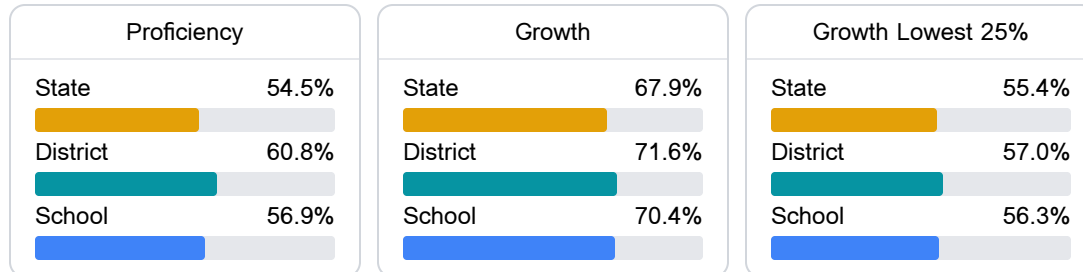 Proficiency
State 54.5%
District 60.8%
School 56.9%
Growth
State 67.9%
District 71.6%
School 70.4%
Growth Lowest 25%
State 55.4%
District 57.0%
School 56.3%